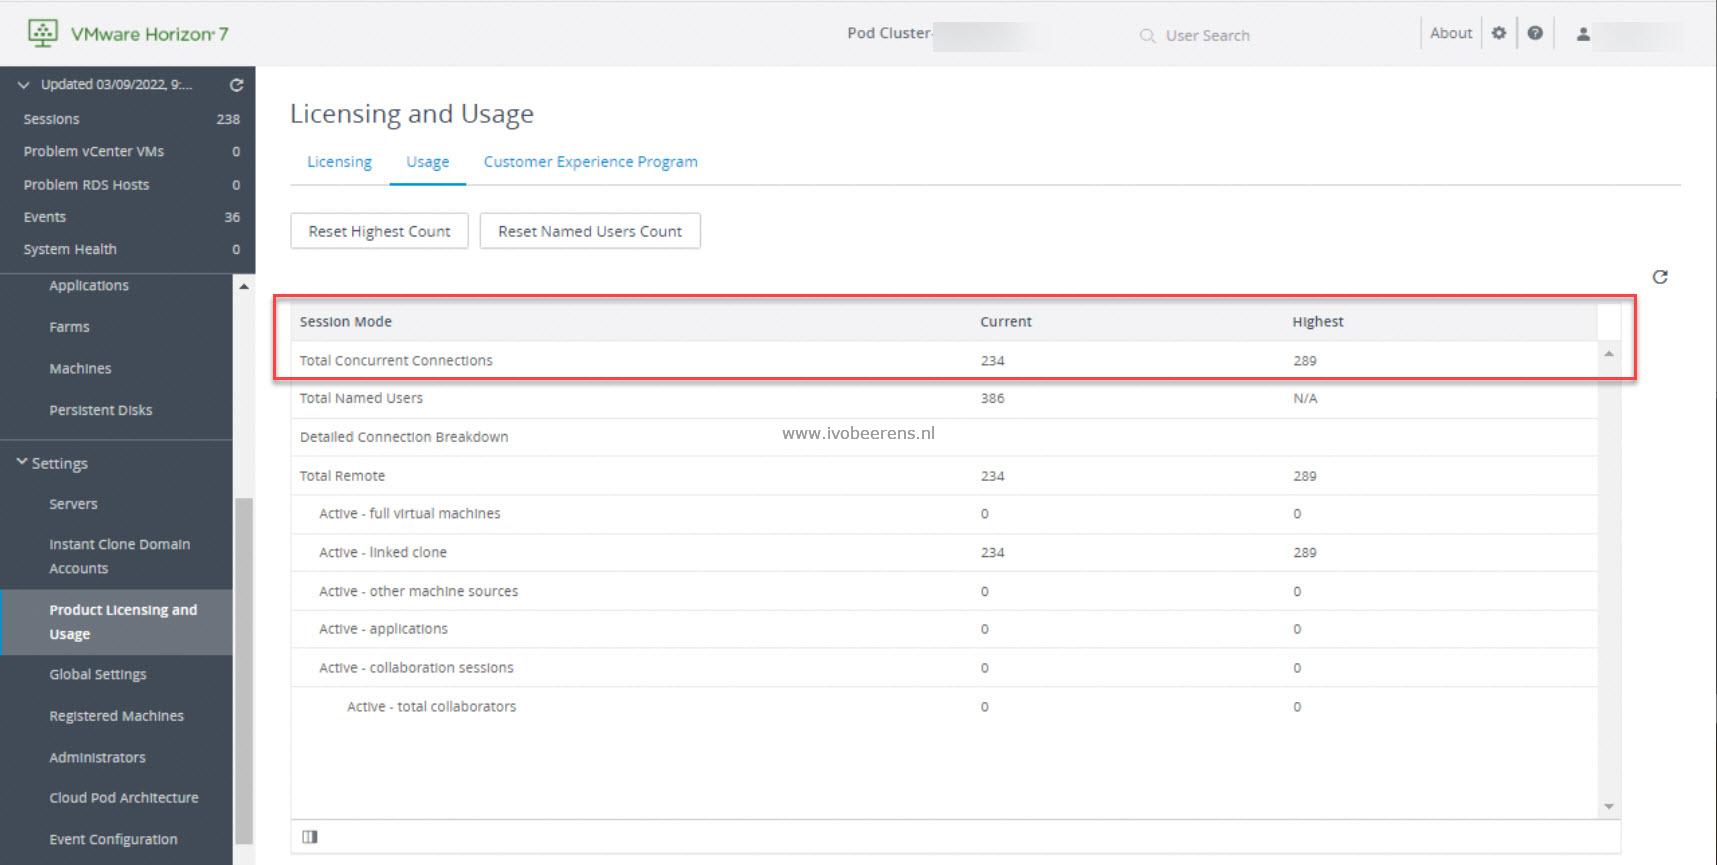 VMware Horizon® 7
Pod Cluster-
User Search
About
Updated 03/09/2022, 9:...
Sessions 238
Problem vCenter VMs 0
Problem RDS Hosts 0
Events 36
System Health 0
Applications
Farms
Machines
Persistent Disks
Settings
Servers
Instant Clone Domain
Accounts
Product Licensing and
Usage
Global Settings
Registered Machines
Administrators
Cloud Pod Architecture
Event Configuration
Licensing and Usage
Licensing Usage Customer Experience Program
Reset Highest Count Reset Named Users Count
Session Mode Current Highest
Total Concurrent Connections 234 289
Total Named Users 386 N/A
Detailed Connection Breakdown
www.ivobeerens.nl
Total Remote 234 289
Active - full virtual machines 0 0
Active - linked clone 234 289
Active - other machine sources 0 0
Active - applications 0 0
Active - collaboration sessions 0 0
Active - total collaborators 0 0